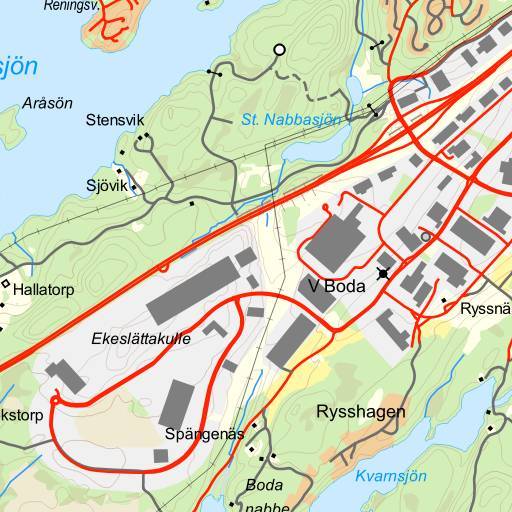 Reningsv.
sjön
Aråsön
Stensvik
St. Nabbasjön
Sjövik
Hallatorp
V Boda
Ryssnä
Ekeslättakulle
kstorp
Rysshagen
Spängenäs
Kvarnsjön
Boda
nabbe